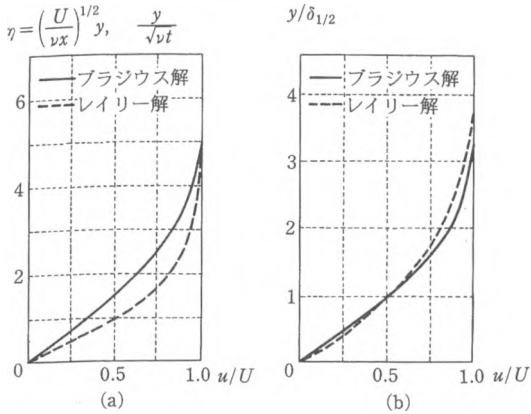 η=(U/νx)^{1/2} y, y/√νt
ブラジウス解
レイリー解
6
4
2
0
0.5
1.0
u/U
(a)
y/δ_{1/2}
ブラジウス解
レイリー解
4
3
2
1
0
0.5
1.0
u/U
(b)